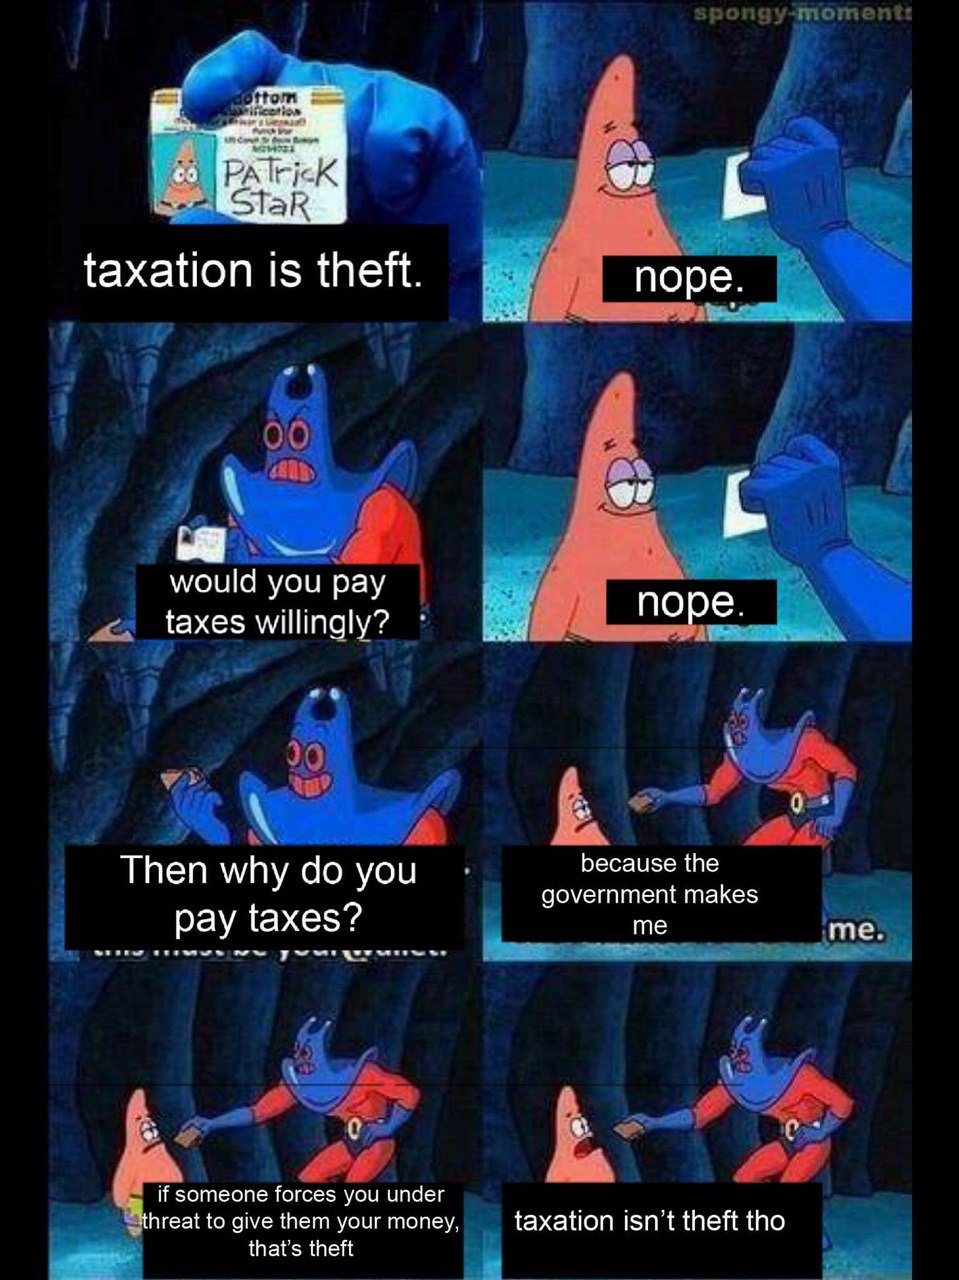 spongy-moments
PATricK
STaR
taxation is theft.
nope.
would you pay
taxes willingly?
nope.
Then why do you
pay taxes?
because the
government makes
me
me.
if someone forces you under
threat to give them your money,
that's theft
taxation isn't theft tho